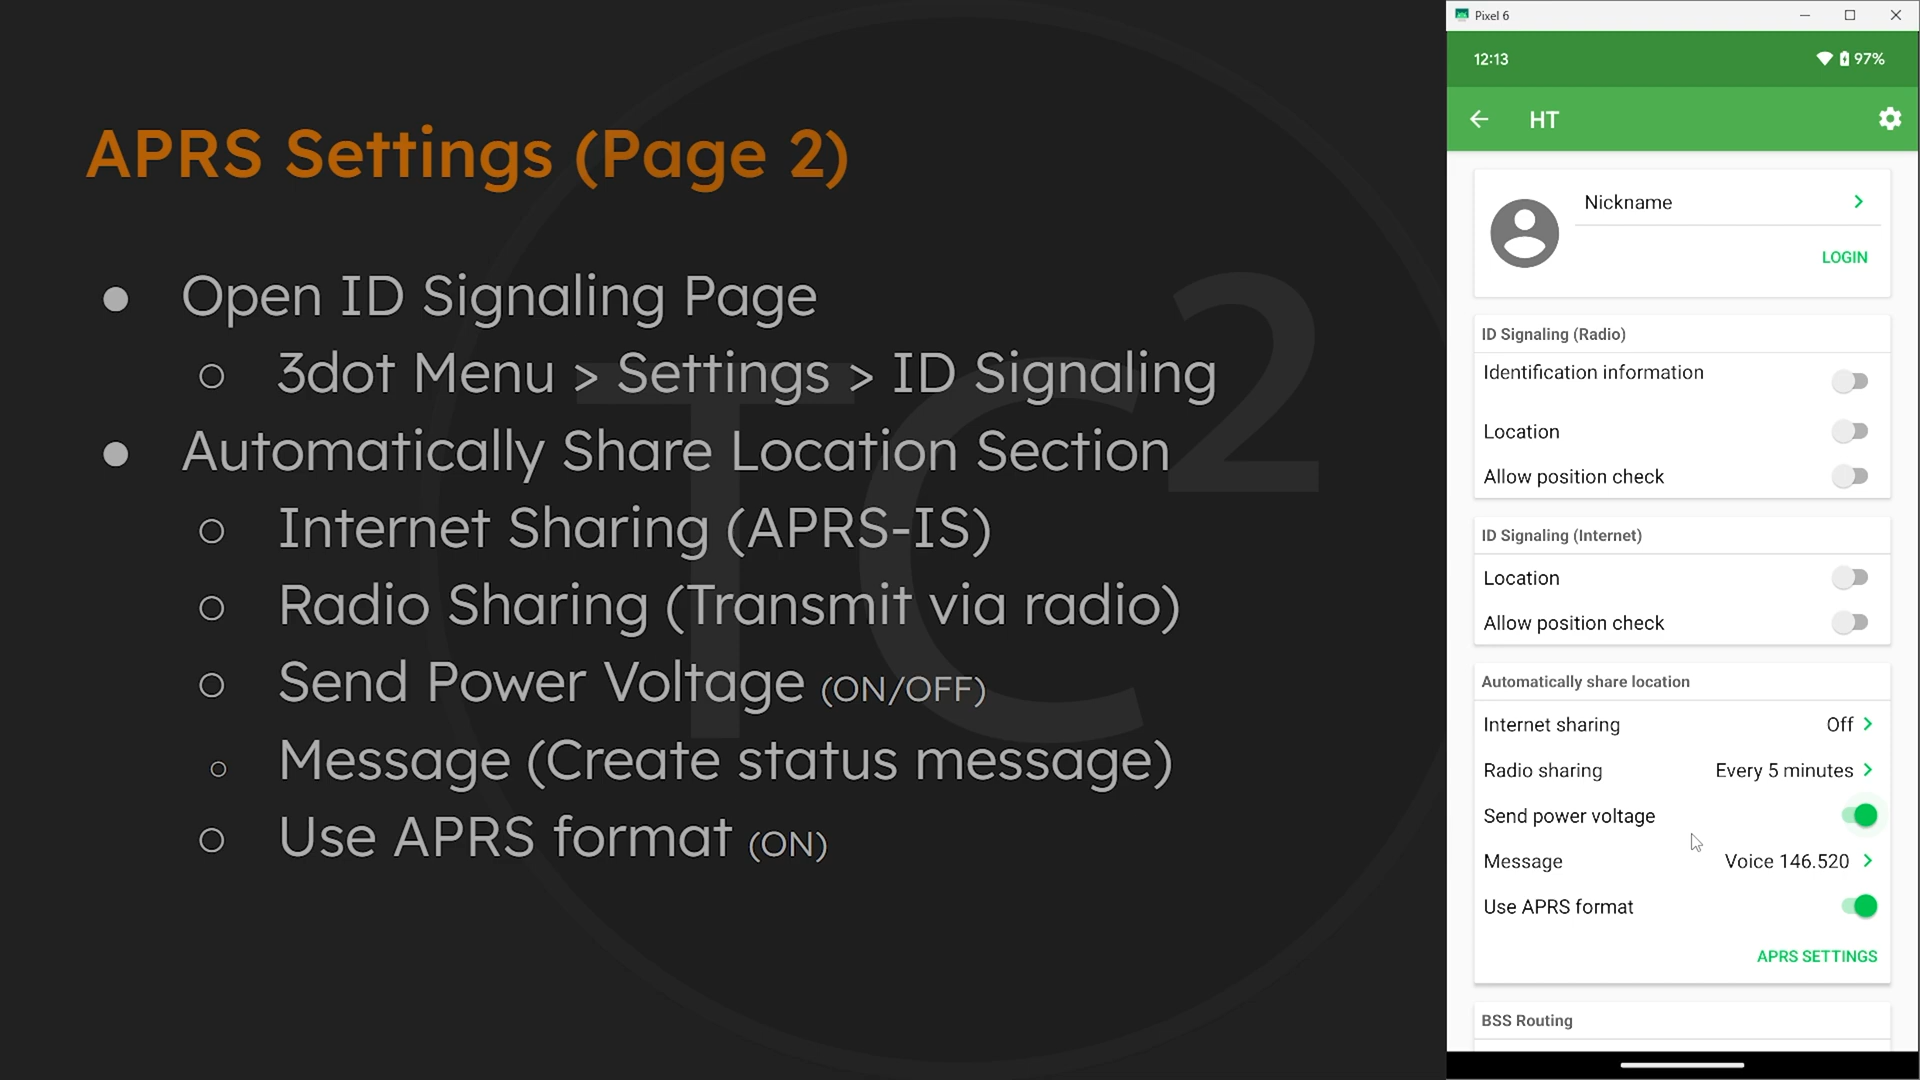 APRS Settings (Page 2)
● Open ID Signaling Page
○ 3dot Menu > Settings > ID Signaling
● Automatically Share Location Section
○ Internet Sharing (APRS-IS)
○ Radio Sharing (Transmit via radio)
○ Send Power Voltage (ON/OFF)
○ Message (Create status message)
○ Use APRS format (ON)
TC2
Pixel 6
12:13 97%
HT
Nickname
LOGIN
ID Signaling (Radio)
Identification information
Location
Allow position check
ID Signaling (Internet)
Location
Allow position check
Automatically share location
Internet sharing Off
Radio sharing Every 5 minutes
Send power voltage
Message Voice 146.520
Use APRS format
APRS SETTINGS
BSS Routing